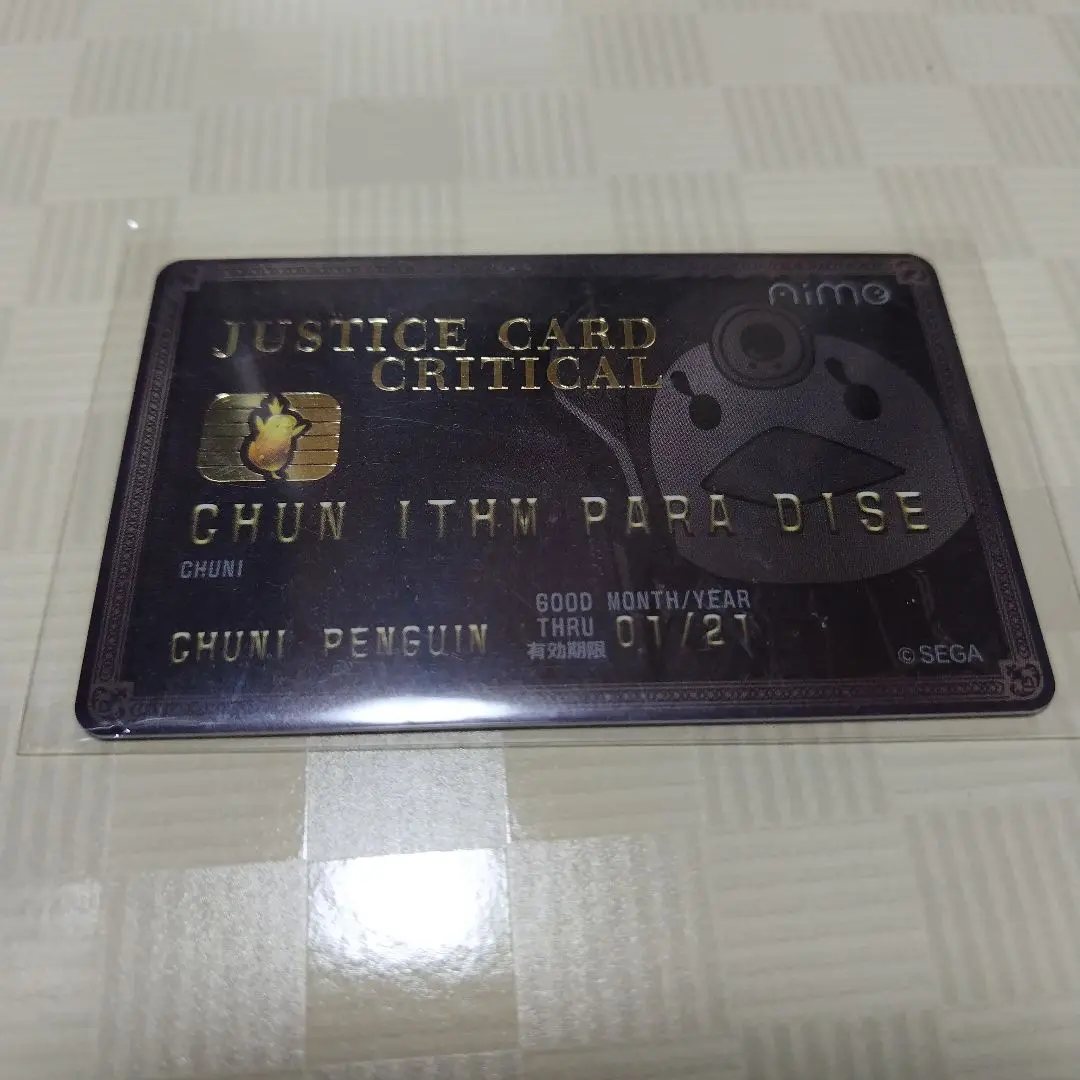 Aime
JUSTICE CARD
CRITICAL
CHUN ITHM PARA DISE
CHUNI
GOOD MONTH/YEAR
THRU 01/21
有効期限
CHUNI PENGUIN
©SEGA